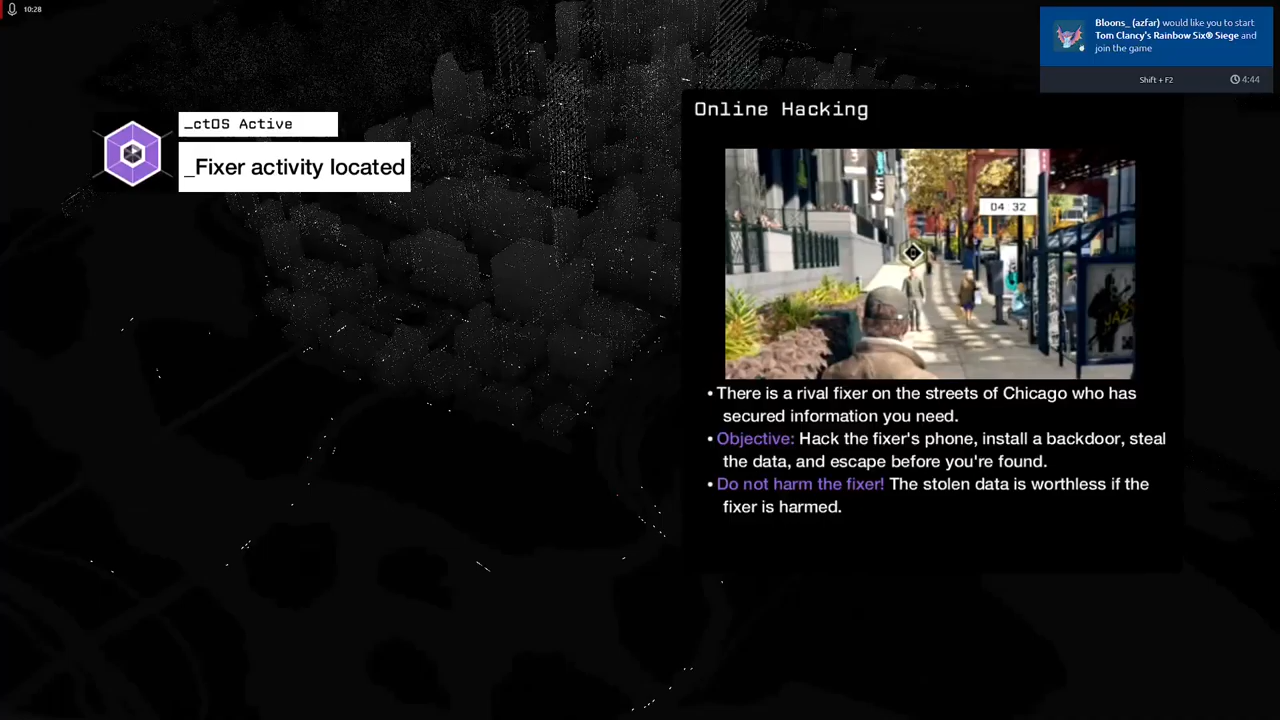 10:28
Bloons_ (azfar) would like you to start
Tom Clancy's Rainbow Six® Siege and
join the game
Shift + F2
4:44
_ctOS Active
_Fixer activity located
Online Hacking
04 32
JAZZ
• There is a rival fixer on the streets of Chicago who has
secured information you need.
• Objective: Hack the fixer's phone, install a backdoor, steal
the data, and escape before you're found.
• Do not harm the fixer! The stolen data is worthless if the
fixer is harmed.